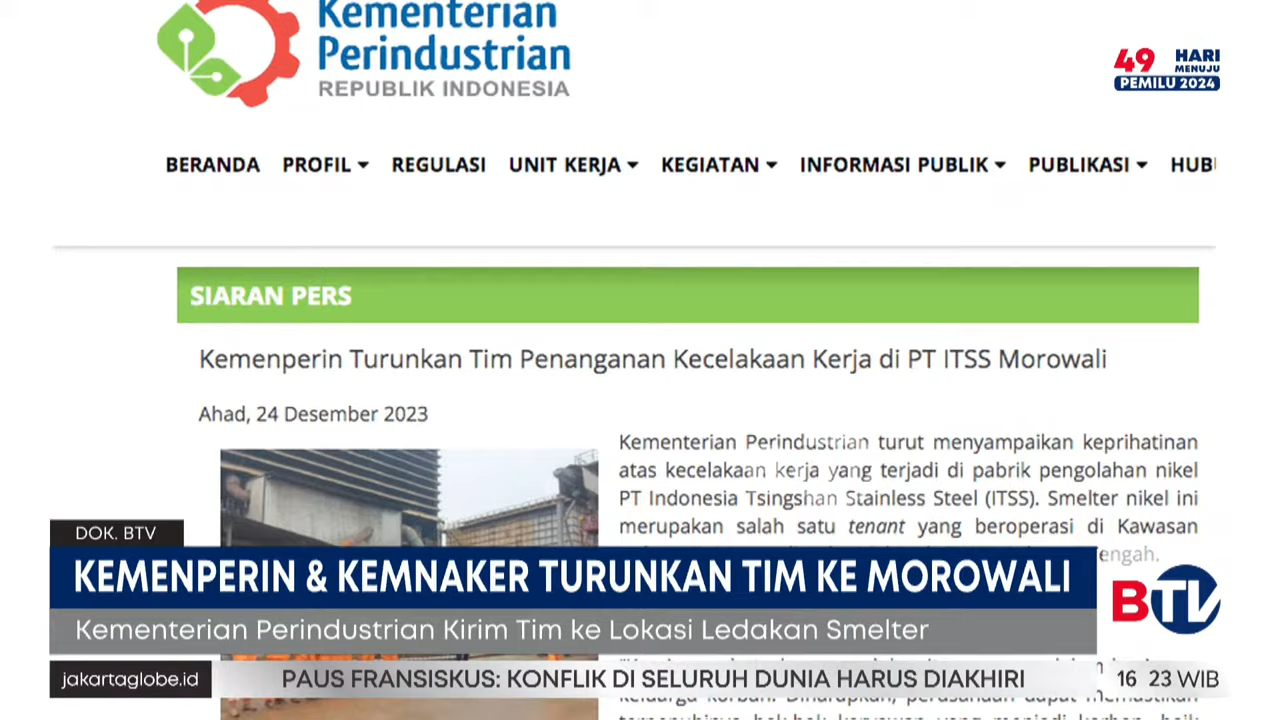 Kementerian
Perindustrian
REPUBLIK INDONESIA
49 HARI
MENUJU
PEMILU 2024
BERANDA PROFIL REGULASI UNIT KERJA KEGIATAN INFORMASI PUBLIK PUBLIKASI HUBU
SIARAN PERS
Kemenperin Turunkan Tim Penanganan Kecelakaan Kerja di PT ITSS Morowali
Ahad, 24 Desember 2023
Kementerian Perindustrian turut menyampaikan keprihatinan
atas kecelakaan kerja yang terjadi di pabrik pengolahan nikel
PT Indonesia Tsingshan Stainless Steel (ITSS). Smelter nikel ini
merupakan salah satu tenant yang beroperasi di Kawasan
engah.
DOK. BTV
KEMENPERIN & KEMNAKER TURUNKAN TIM KE MOROWALI
Kementerian Perindustrian Kirim Tim ke Lokasi Ledakan Smelter
BTV
jakartaglobe.id
PAUS FRANSISKUS: KONFLIK DI SELURUH DUNIA HARUS DIAKHIRI
16 23 WIB